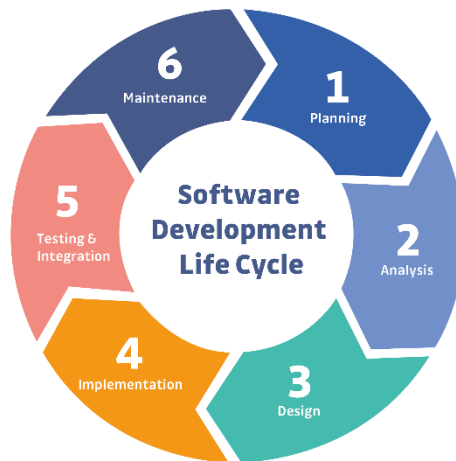 Software
Development
Life Cycle
1
Planning
2
Analysis
3
Design
4
Implementation
5
Testing &
Integration
6
Maintenance